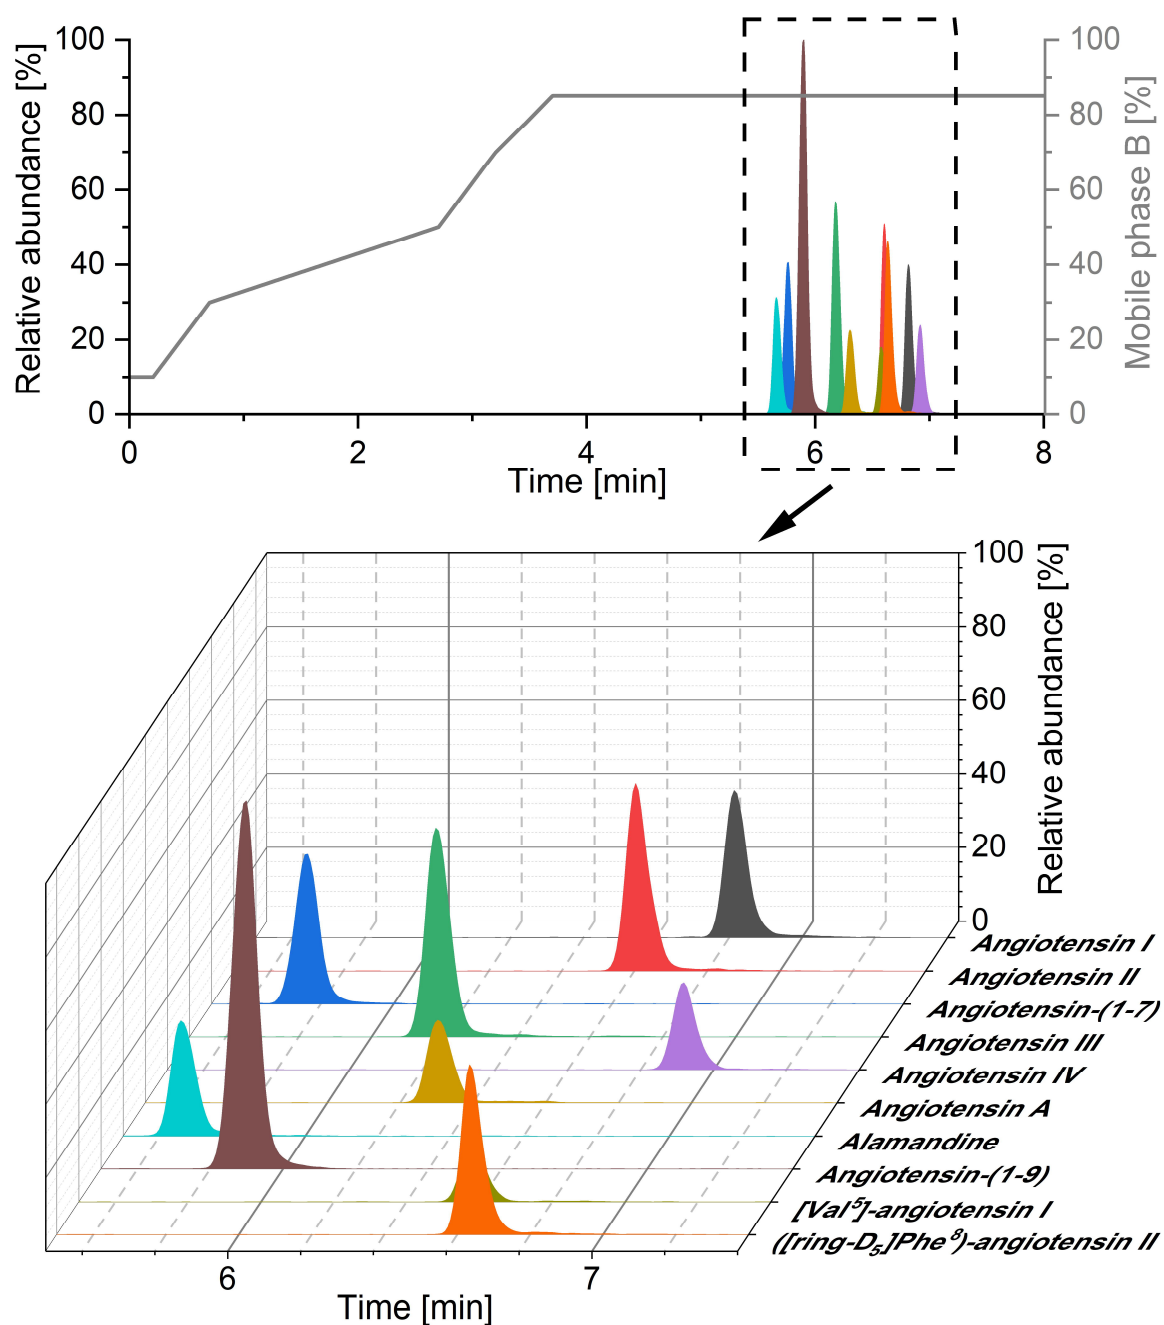 Relative abundance [%]
100
80
60
40
20
0
0
2
4
6
8
Time [min]
100
80
60
40
20
0
Mobile phase B [%]
100
80
60
40
20
0
Relative abundance [%]
Angiotensin I
Angiotensin II
Angiotensin-(1-7)
Angiotensin III
Angiotensin IV
Angiotensin A
Alamandine
Angiotensin-(1-9)
[Val⁵]-angiotensin I
([ring-D₅]Phe⁸)-angiotensin II
6
7
Time [min]